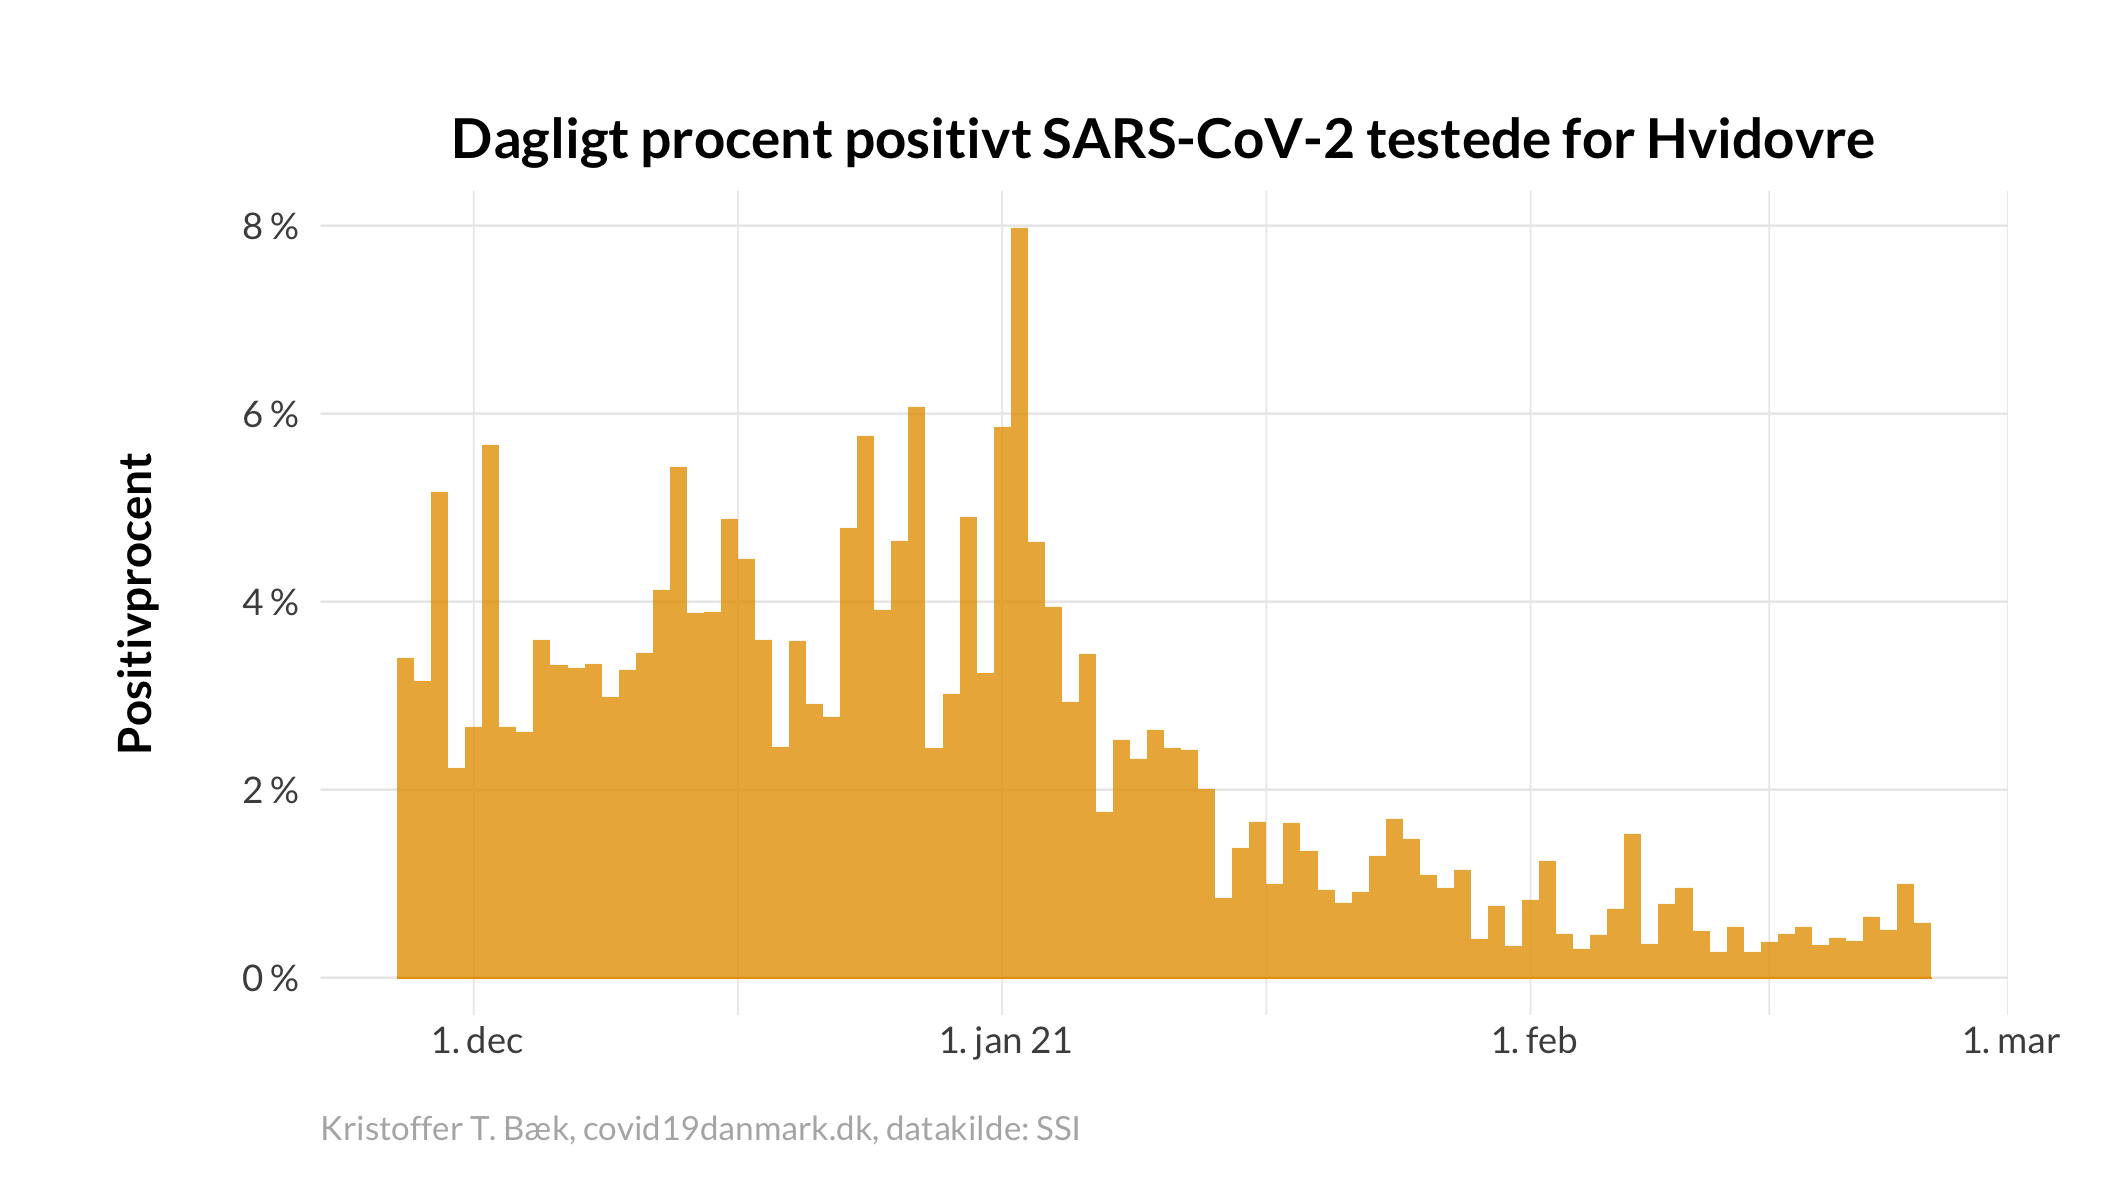 Dagligt procent positivt SARS-CoV-2 testede for Hvidovre
Positivprocent
8 %
6 %
4 %
2 %
0 %
1. dec
1. jan 21
1. feb
1. mar
Kristoffer T. Bæk, covid19danmark.dk, datakilde: SSI